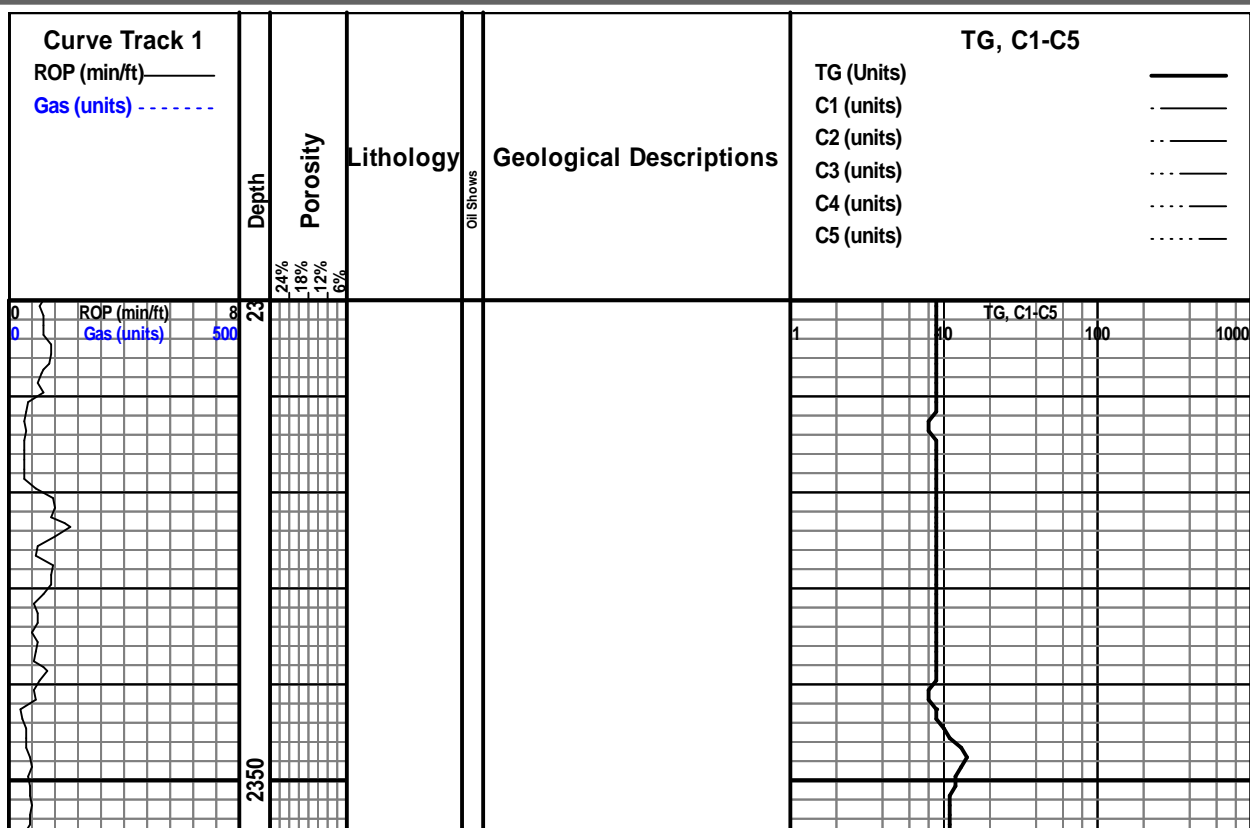 Curve Track 1
ROP (min/ft)
Gas (units)
Depth
Porosity
24%
18%
12%
6%
Lithology
Oil Shows
Geological Descriptions
TG, C1-C5
TG (Units)
C1 (units)
C2 (units)
C3 (units)
C4 (units)
C5 (units)
0 ROP (min/ft) 8
0 Gas (units) 500
23
TG, C1-C5
1 10 100 1000
2350